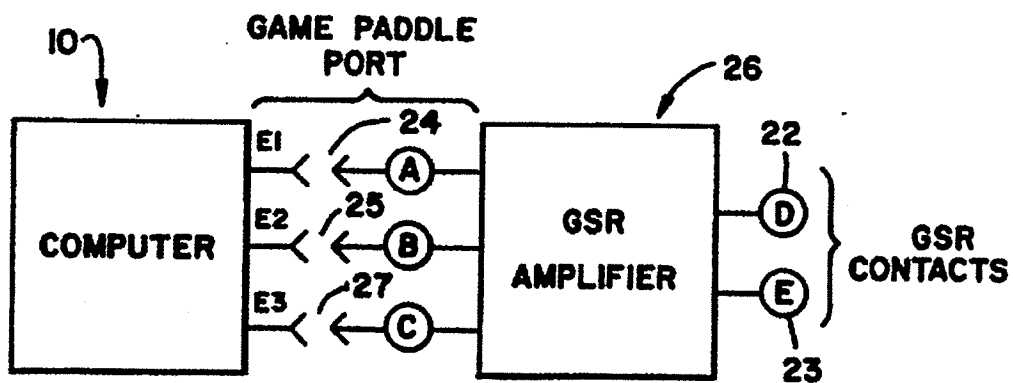 GAME PADDLE
PORT
10
26
E1
24
A
22
D
E2
25
B
COMPUTER
GSR
AMPLIFIER
GSR
CONTACTS
E3
27
C
E
23